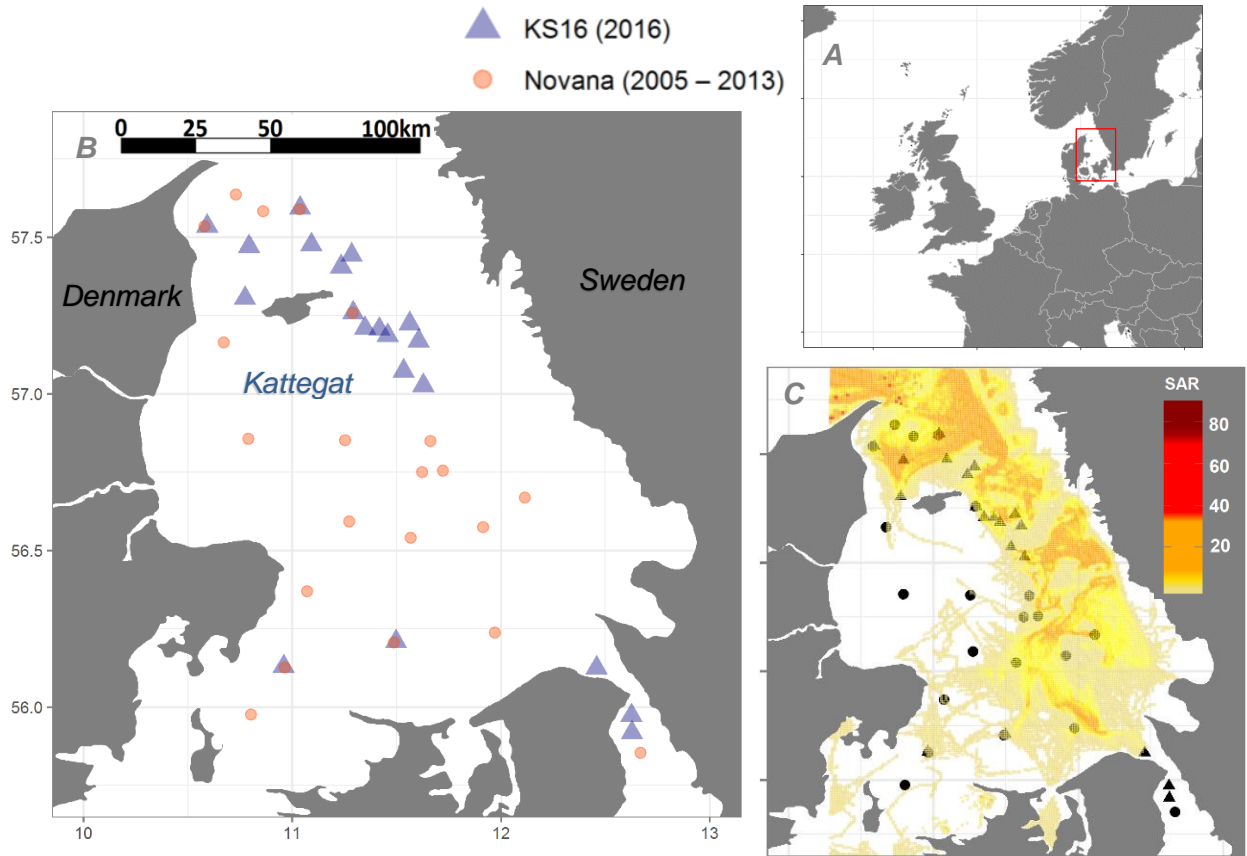 KS16 (2016)
Novana (2005 – 2013)
A
B
0 25 50 100km
57.5
57.0
56.5
56.0
10 11 12 13
Denmark
Sweden
Kattegat
C
SAR
80
60
40
20